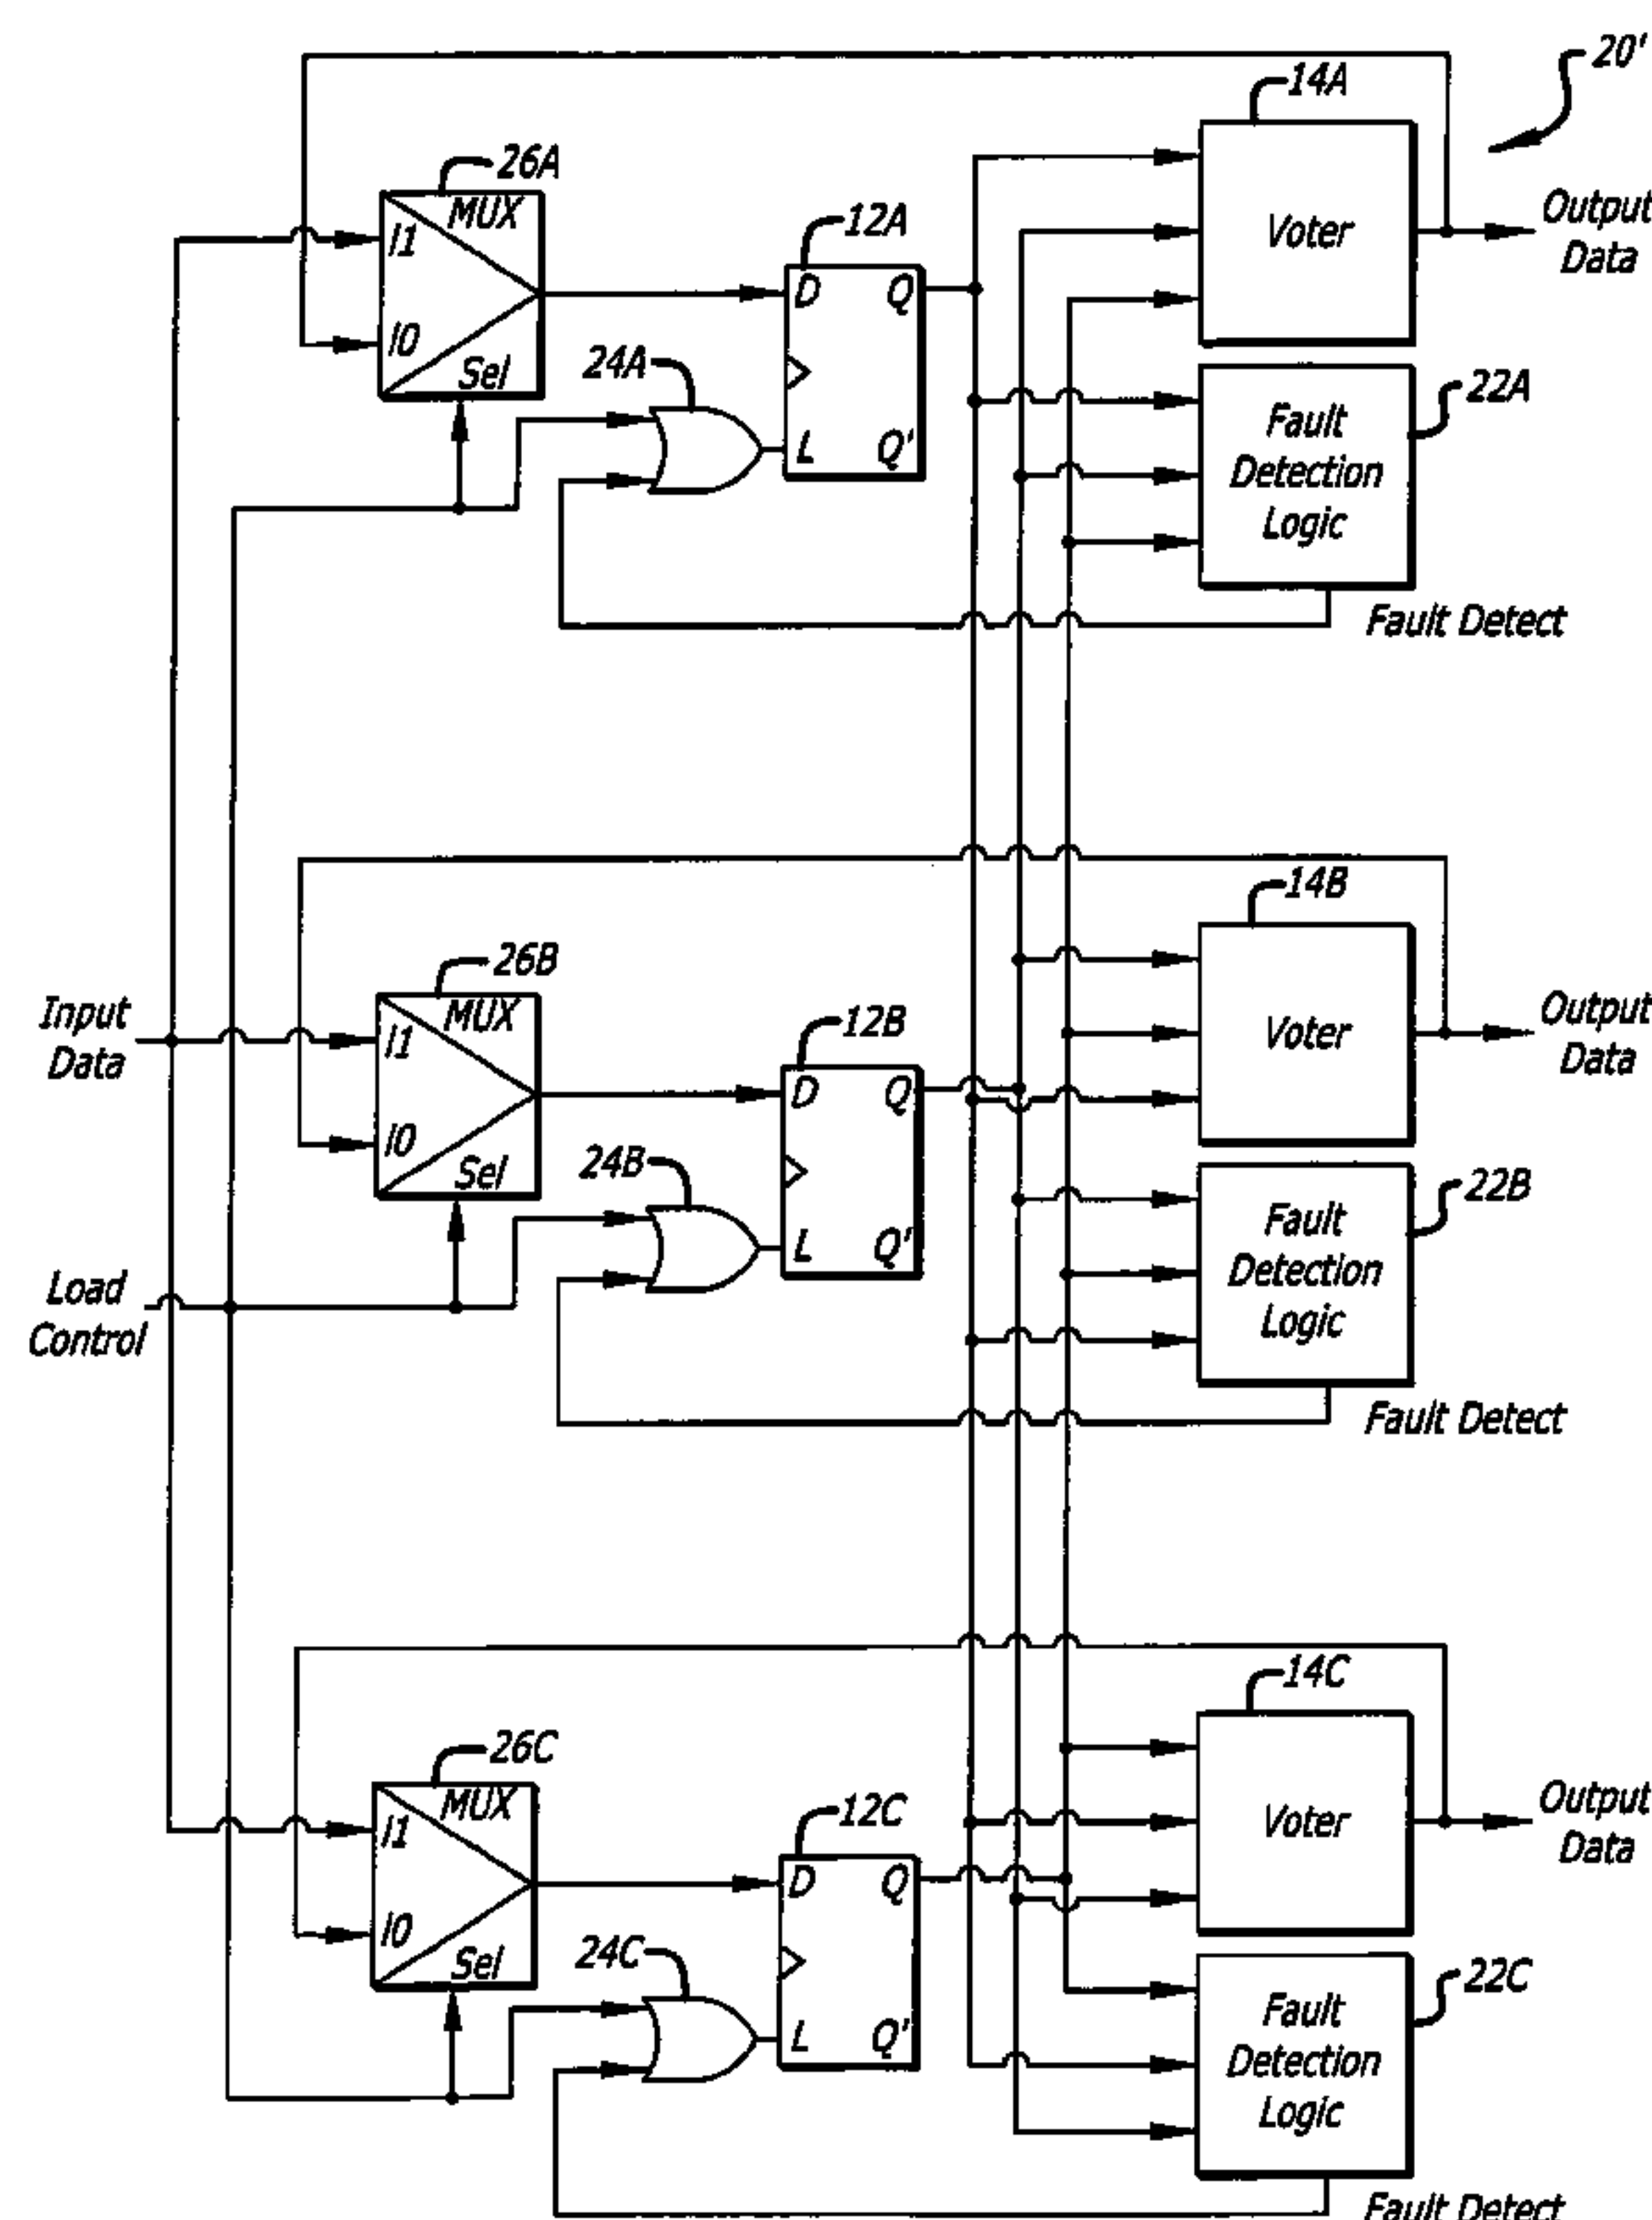 20'
14A
26A
MUX
I1
I0
Sel
12A
D Q
L Q'
24A
Voter
Output
Data
22A
Fault
Detection
Logic
Fault Detect
14B
26B
MUX
I1
I0
Sel
12B
D Q
L Q'
24B
Voter
Output
Data
Input
Data
22B
Fault
Detection
Logic
Load
Control
Fault Detect
14C
26C
MUX
I1
I0
Sel
12C
D Q
L Q'
24C
Voter
Output
Data
22C
Fault
Detection
Logic
Fault Detect